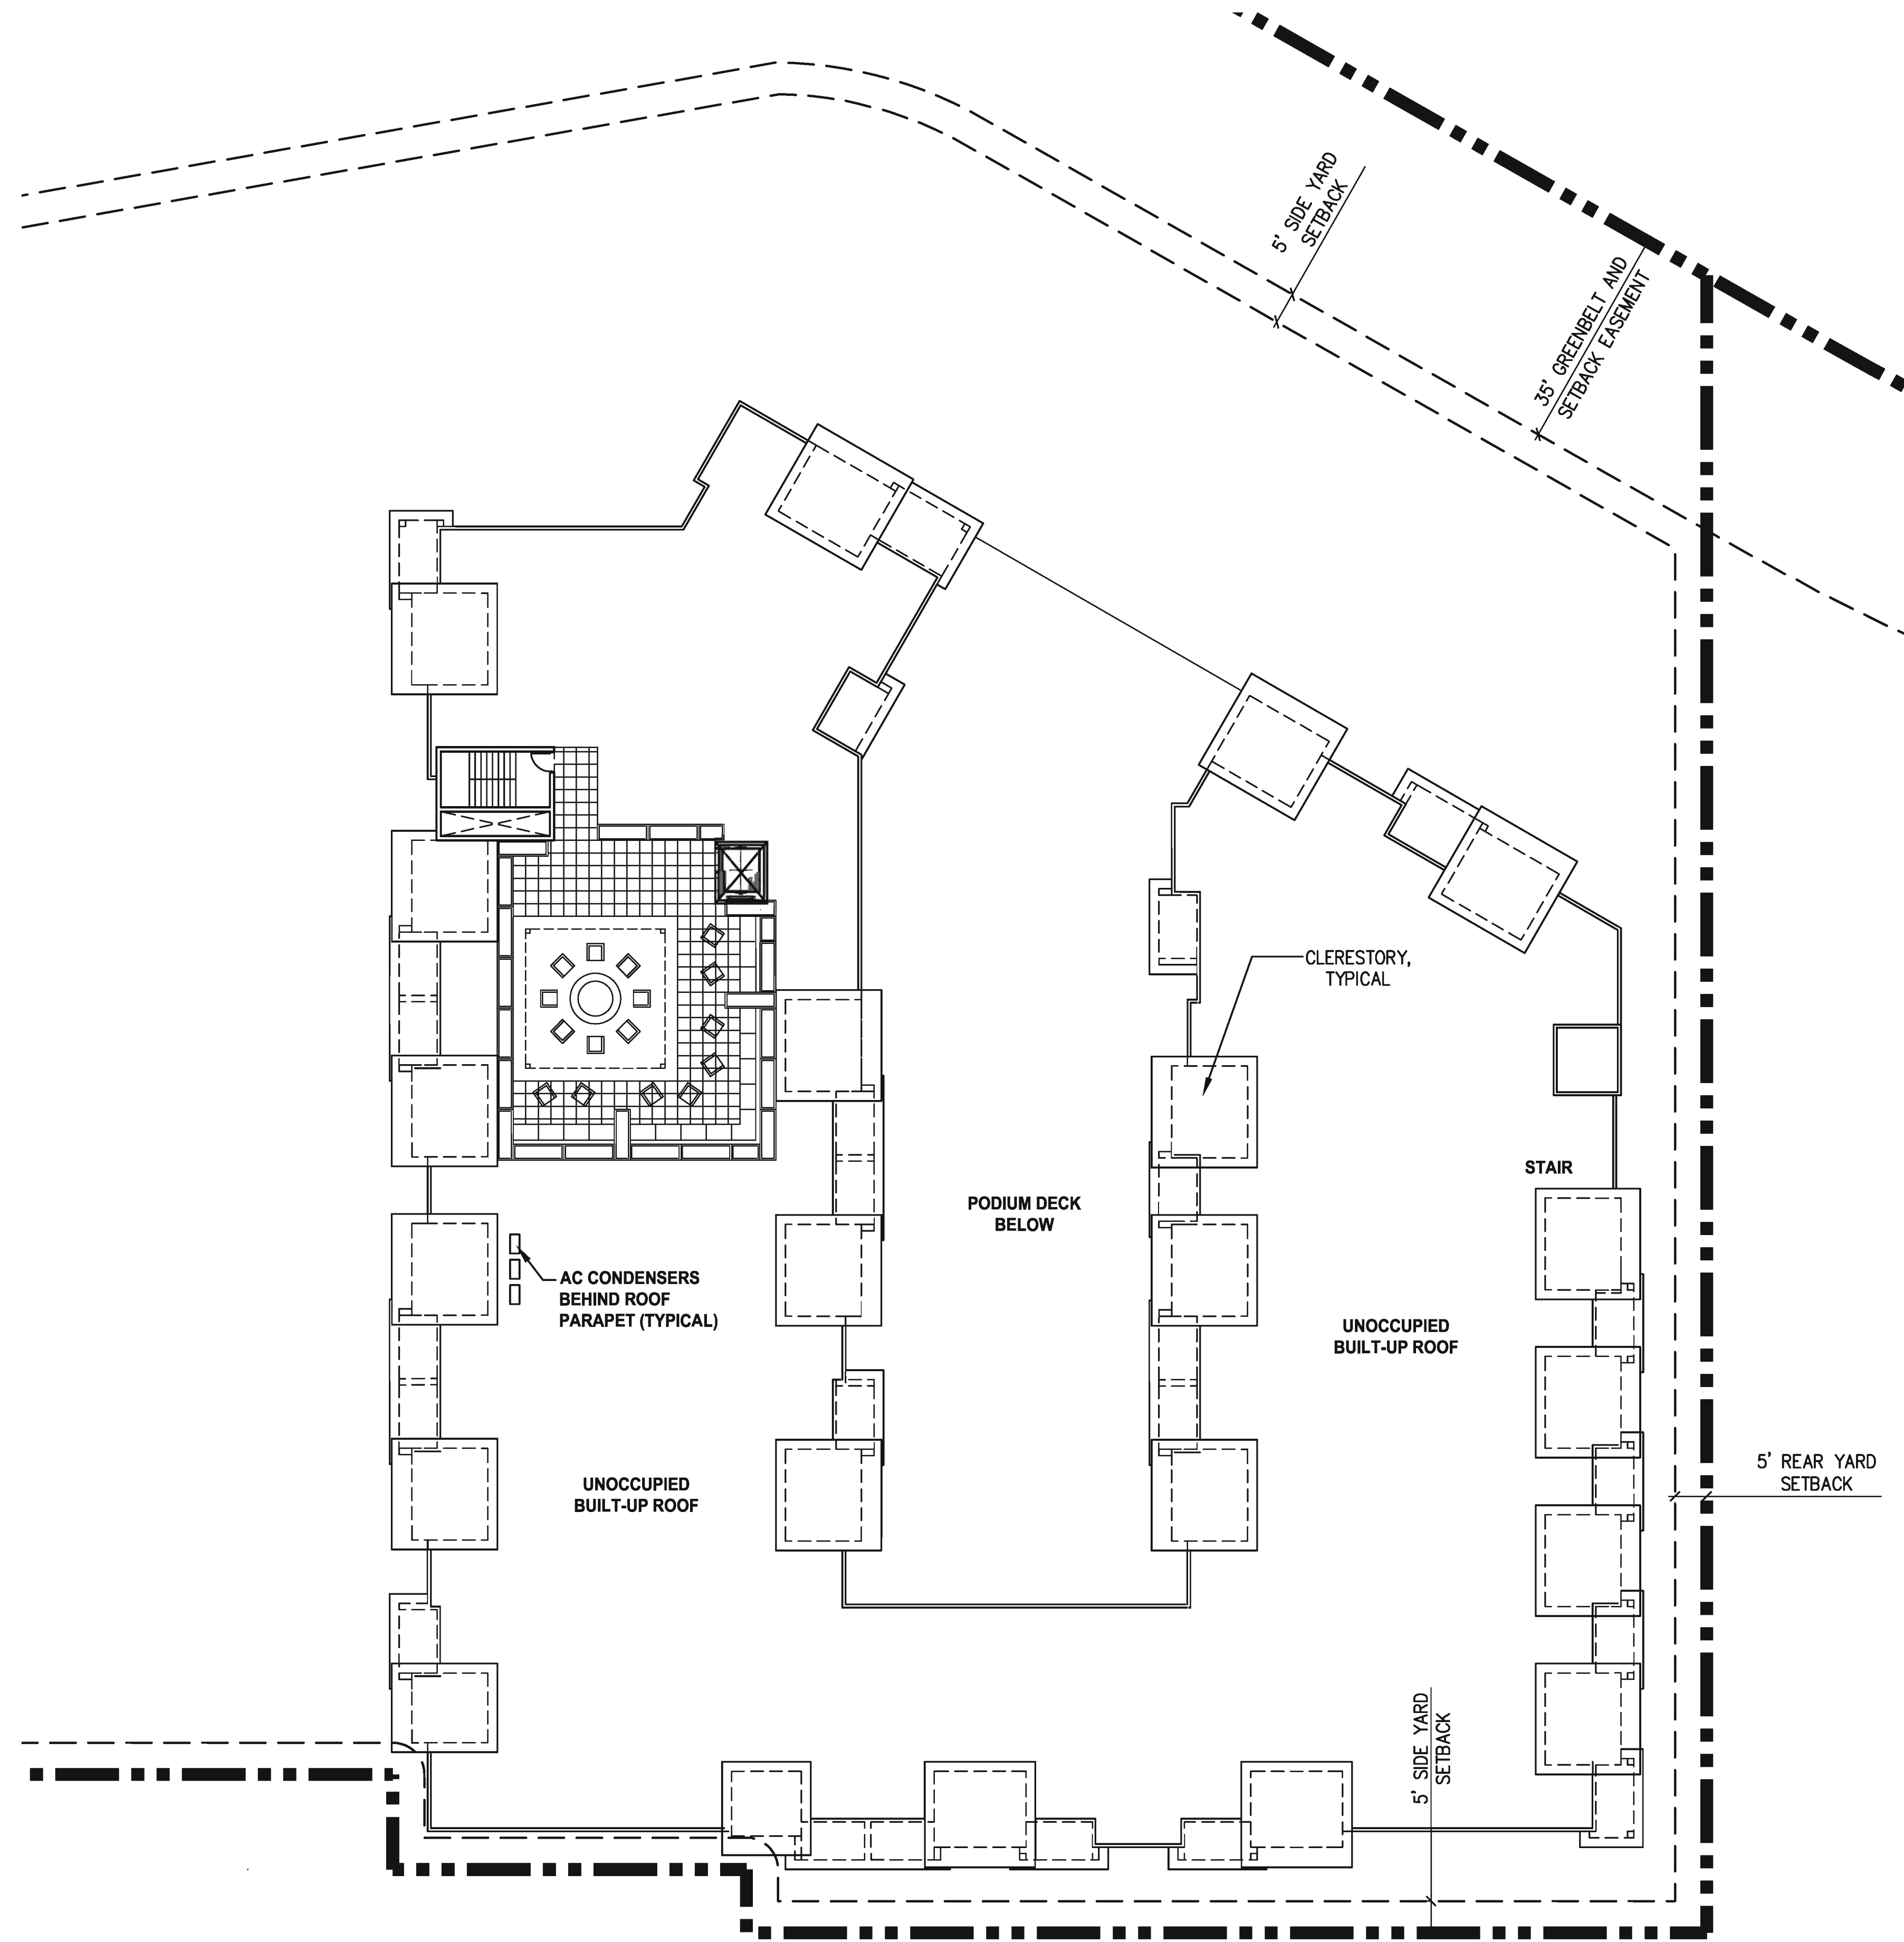 5' SIDE YARD
SETBACK
35' GREENBELT AND
SETBACK EASEMENT
CLERESTORY,
TYPICAL
STAIR
PODIUM DECK
BELOW
AC CONDENSERS
BEHIND ROOF
PARAPET (TYPICAL)
UNOCCUPIED
BUILT-UP ROOF
5' REAR YARD
SETBACK
UNOCCUPIED
BUILT-UP ROOF
5' SIDE YARD
SETBACK